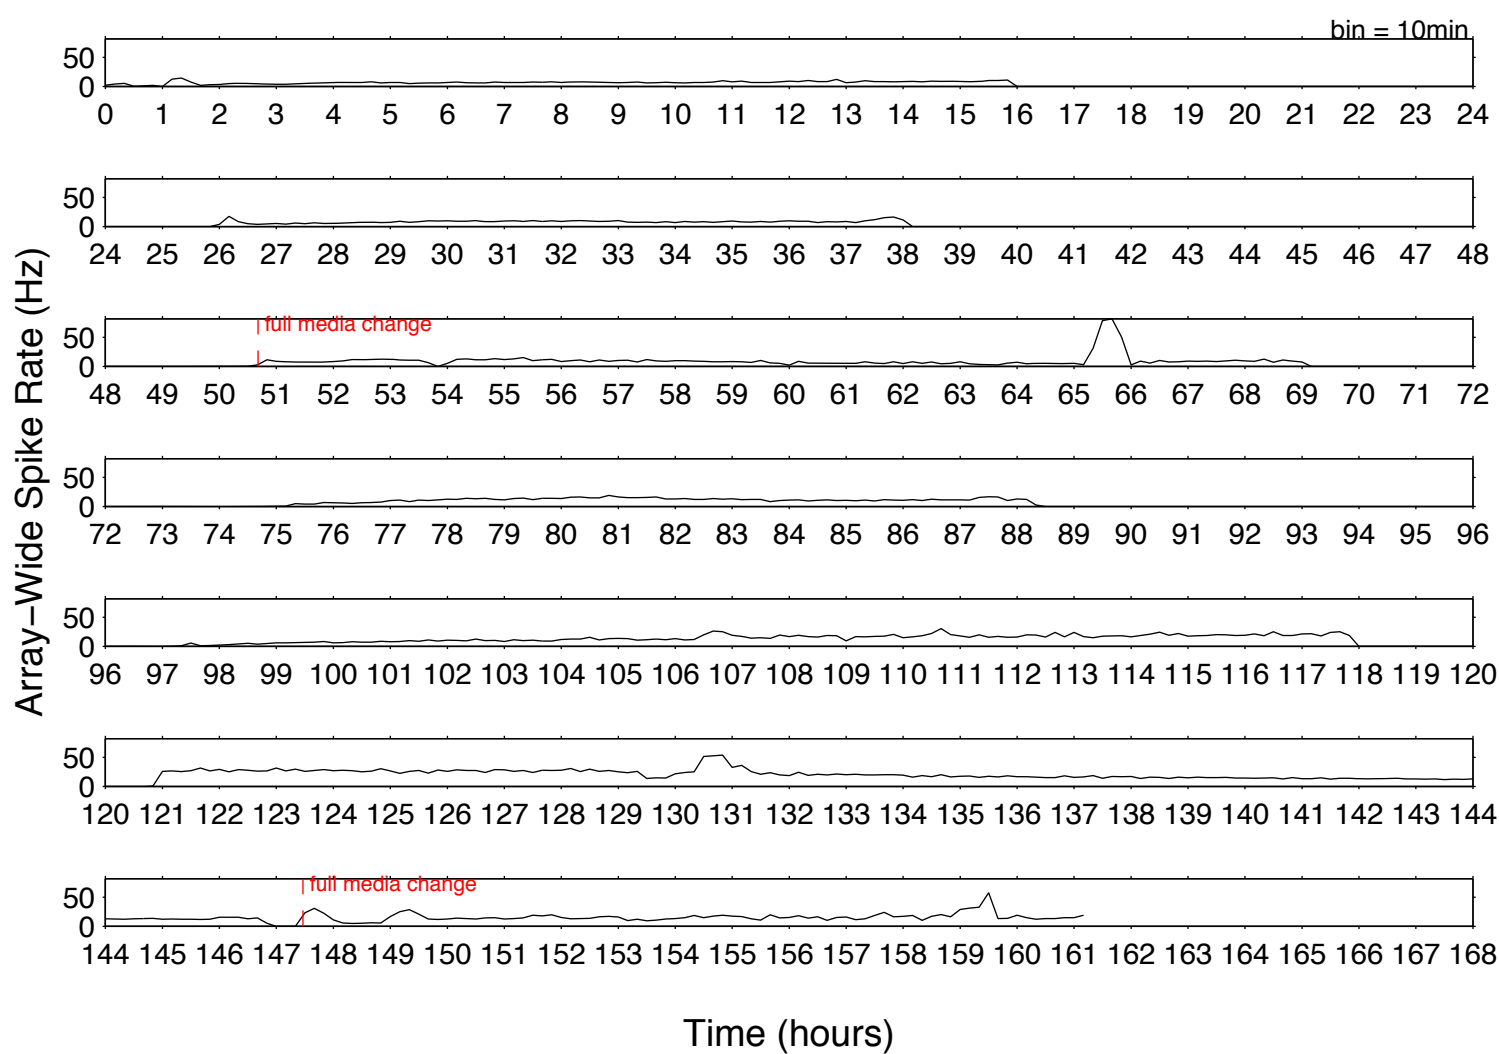 bin = 10min
50
0
0 1 2 3 4 5 6 7 8 9 10 11 12 13 14 15 16 17 18 19 20 21 22 23 24
50
0
24 25 26 27 28 29 30 31 32 33 34 35 36 37 38 39 40 41 42 43 44 45 46 47 48
full media change
50
0
48 49 50 51 52 53 54 55 56 57 58 59 60 61 62 63 64 65 66 67 68 69 70 71 72
50
0
72 73 74 75 76 77 78 79 80 81 82 83 84 85 86 87 88 89 90 91 92 93 94 95 96
50
0
96 97 98 99 100 101 102 103 104 105 106 107 108 109 110 111 112 113 114 115 116 117 118 119 120
50
0
120 121 122 123 124 125 126 127 128 129 130 131 132 133 134 135 136 137 138 139 140 141 142 143 144
full media change
50
0
144 145 146 147 148 149 150 151 152 153 154 155 156 157 158 159 160 161 162 163 164 165 166 167 168
Array−Wide Spike Rate (Hz)
Time (hours)